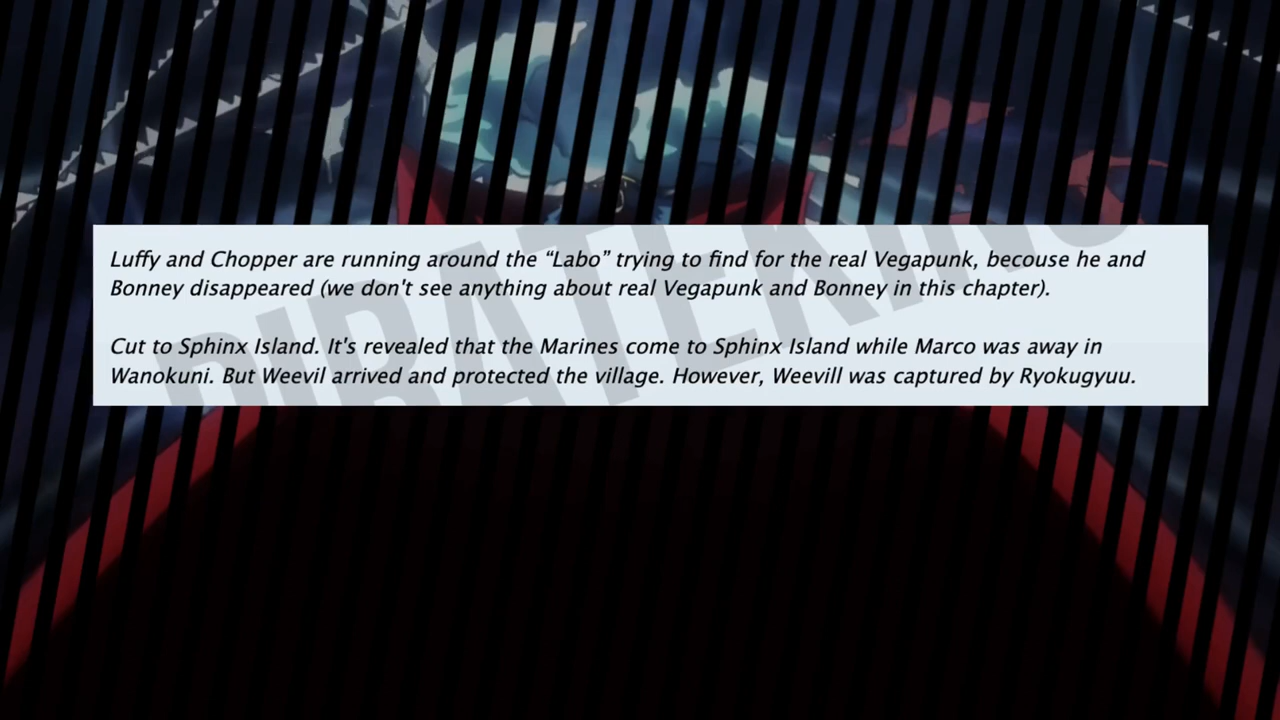 Luffy and Chopper are running around the “Labo” trying to find for the real Vegapunk, becouse he and
Bonney disappeared (we don't see anything about real Vegapunk and Bonney in this chapter).
Cut to Sphinx Island. It's revealed that the Marines come to Sphinx Island while Marco was away in
Wanokuni. But Weevil arrived and protected the village. However, Weevill was captured by Ryokugyuu.
PIRATEKING